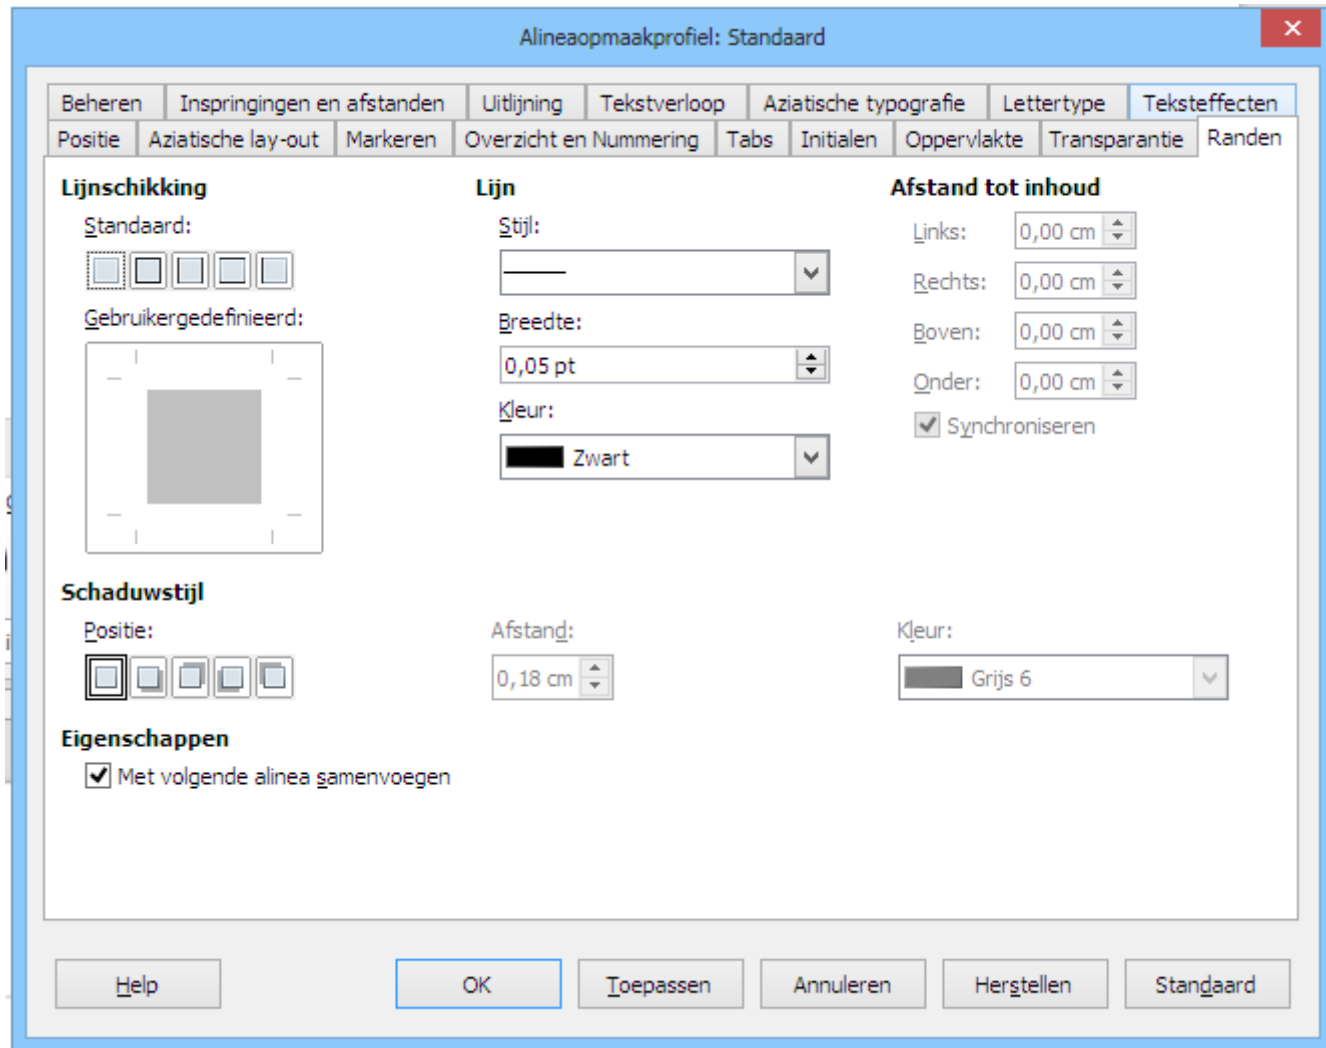 Alineaopmaakprofiel: Standaard
Beheren Inspringingen en afstanden Uitlijning Tekstverloop Aziatische typografie Lettertype Teksteffecten
Positie Aziatische lay-out Markeren Overzicht en Nummering Tabs Initialen Oppervlakte Transparantie Randen
Lijnschikking Lijn Afstand tot inhoud
Standaard: Stijl: Links: 0,00 cm
Rechts: 0,00 cm
Gebruikergedefinieerd: Breedte: Boven: 0,00 cm
0,05 pt Onder: 0,00 cm
Kleur: Synchroniseren
Zwart
Schaduwstijl
Positie: Afstand: Kleur:
0,18 cm Grijs 6
Eigenschappen
Met volgende alinea samenvoegen
Help OK Toepassen Annuleren Herstellen Standaard